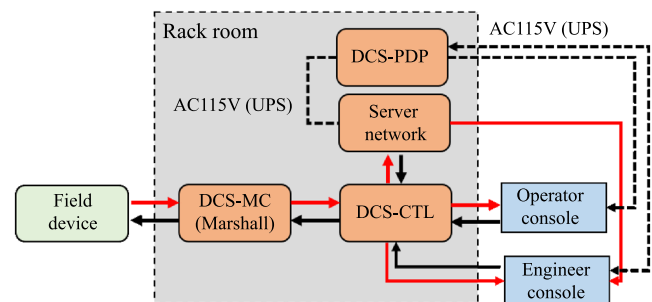 Rack room
AC115V (UPS)
DCS-PDP
AC115V (UPS)
Server
network
Field
device
DCS-MC
(Marshall)
DCS-CTL
Operator
console
Engineer
console